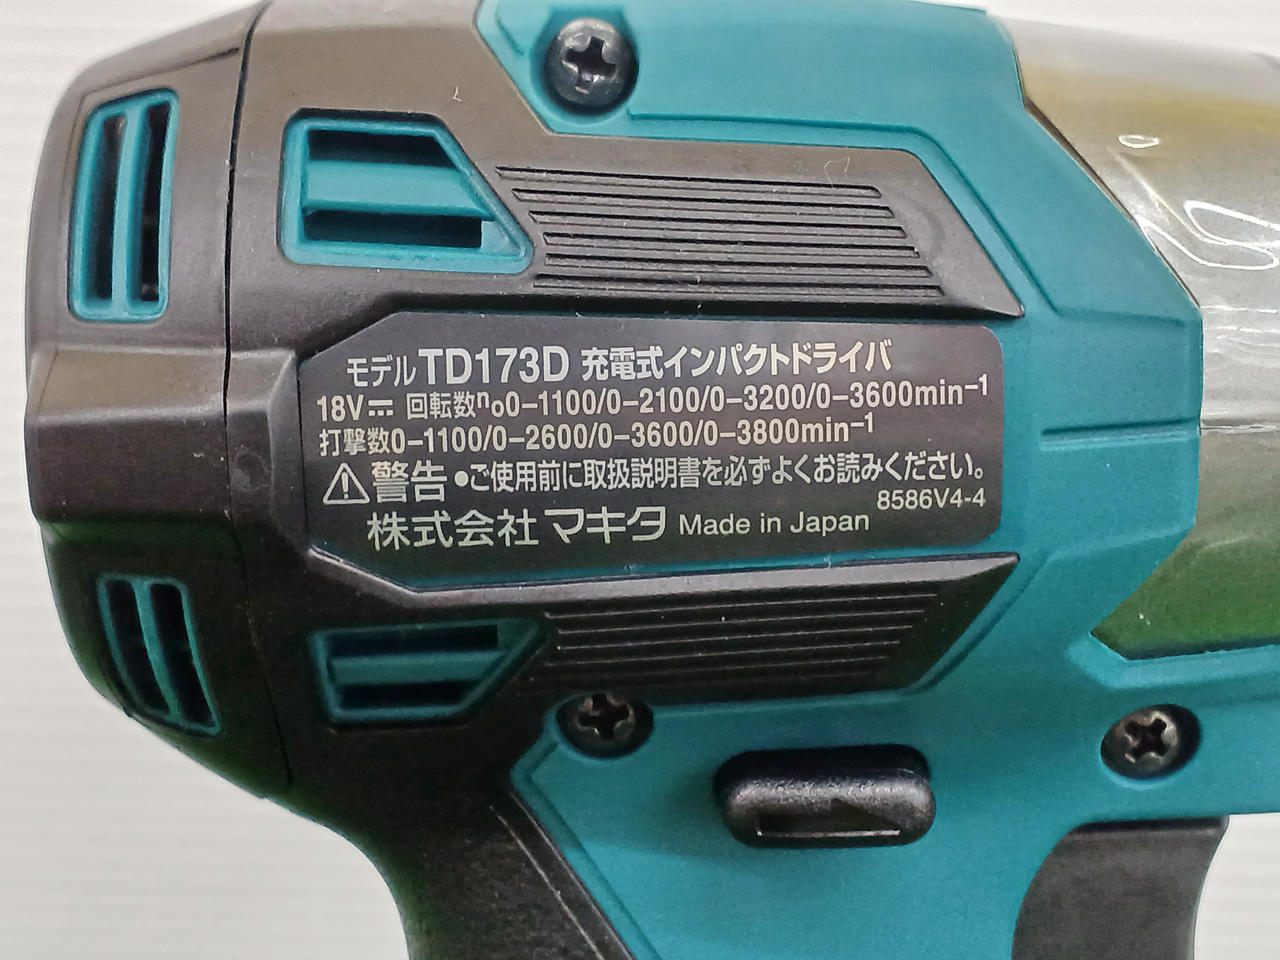 モデルTD173D 充電式インパクトドライバ
18V⎓ 回転数n₀0-1100/0-2100/0-3200/0-3600min⁻¹
打撃数0-1100/0-2600/0-3600/0-3800min⁻¹
⚠警告 •ご使用前に取扱説明書を必ずよくお読みください。
8586V4-4
株式会社 マキタ Made in Japan